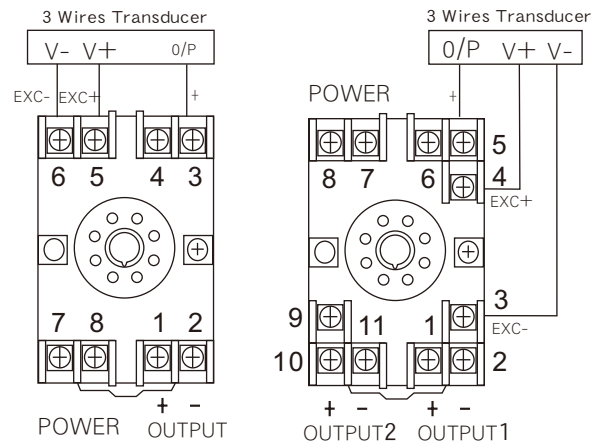 3 Wires Transducer
V- V+ 0/P
EXC- EXC+ +
6 5 4 3
7 8 1 2
+ −
POWER OUTPUT
3 Wires Transducer
0/P V+ V-
POWER +
5
8 7 6 4
EXC+
3
9 11 1 EXC-
10 2
+ − + −
OUTPUT2 OUTPUT1